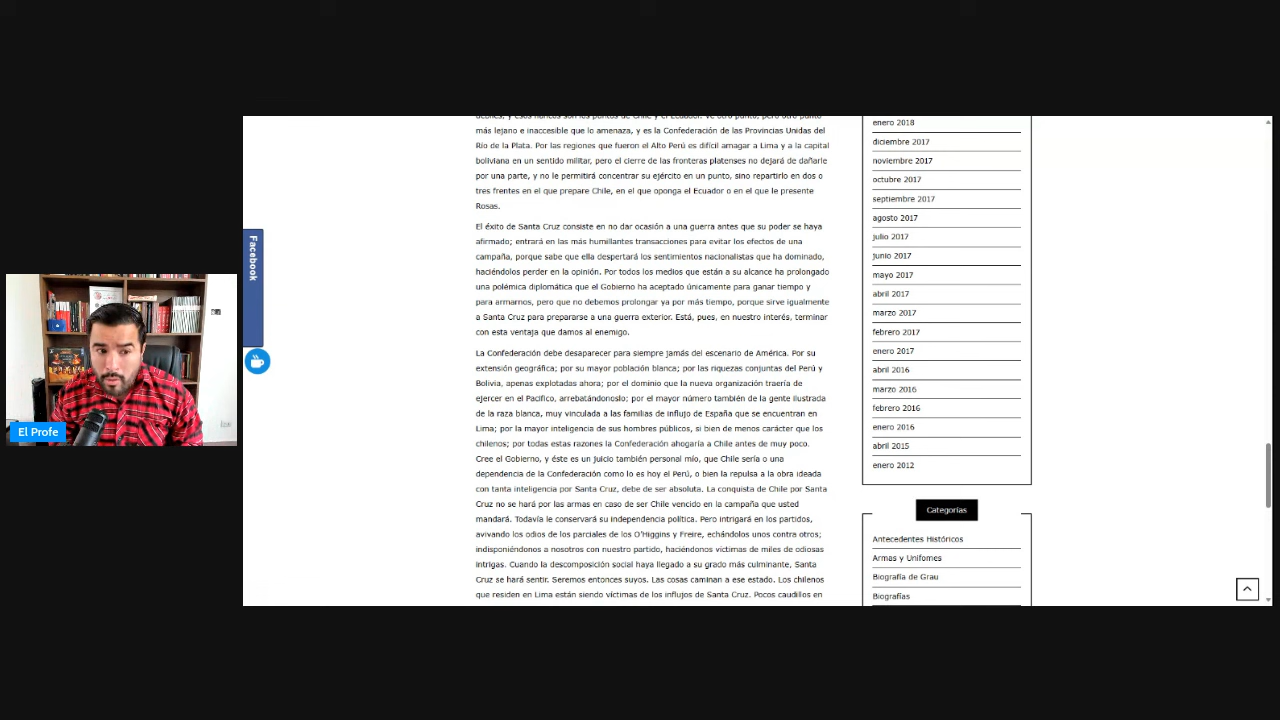 débiles, y esos flancos son los puntos de Chile y el Ecuador. Ve otro punto, pero otro punto
más lejano e inaccesible que lo amenaza, y es la Confederación de las Provincias Unidas del
Río de la Plata. Por las regiones que fueron el Alto Perú es difícil amagar a Lima y a la capital
boliviana en un sentido militar, pero el cierre de las fronteras platenses no dejará de dañarle
por una parte, y no le permitirá concentrar su ejército en un punto, sino repartirlo en dos o
tres frentes en el que prepare Chile, en el que oponga el Ecuador o en el que le presente
Rosas.
El éxito de Santa Cruz consiste en no dar ocasión a una guerra antes que su poder se haya
afirmado; entrará en las más humillantes transacciones para evitar los efectos de una
campaña, porque sabe que ella despertará los sentimientos nacionalistas que ha dominado,
haciéndolos perder en la opinión. Por todos los medios que están a su alcance ha prolongado
una polémica diplomática que el Gobierno ha aceptado únicamente para ganar tiempo y
para armarnos, pero que no debemos prolongar ya por más tiempo, porque sirve igualmente
a Santa Cruz para prepararse a una guerra exterior. Está, pues, en nuestro interés, terminar
con esta ventaja que damos al enemigo.
La Confederación debe desaparecer para siempre jamás del escenario de América. Por su
extensión geográfica; por su mayor población blanca; por las riquezas conjuntas del Perú y
Bolivia, apenas explotadas ahora; por el dominio que la nueva organización traería de
ejercer en el Pacífico, arrebatándonoslo; por el mayor número también de la gente ilustrada
de la raza blanca, muy vinculada a las familias de influjo de España que se encuentran en
Lima; por la mayor inteligencia de sus hombres públicos, si bien de menos carácter que los
chilenos; por todas estas razones la Confederación ahogaría a Chile antes de muy poco.
Cree el Gobierno, y éste es un juicio también personal mío, que Chile sería o una
dependencia de la Confederación como lo es hoy el Perú, o bien la repulsa a la obra ideada
con tanta inteligencia por Santa Cruz, debe de ser absoluta. La conquista de Chile por Santa
Cruz no se hará por las armas en caso de ser Chile vencido en la campaña que usted
mandará. Todavía le conservará su independencia política. Pero intrigará en los partidos,
avivando los odios de los parciales de los O'Higgins y Freire, echándolos unos contra otros;
indisponiéndonos a nosotros con nuestro partido, haciéndonos víctimas de miles de odiosas
intrigas. Cuando la descomposición social haya llegado a su grado más culminante, Santa
Cruz se hará sentir. Seremos entonces suyos. Las cosas caminan a ese estado. Los chilenos
que residen en Lima están siendo víctimas de los influjos de Santa Cruz. Pocos caudillos en
enero 2018
diciembre 2017
noviembre 2017
octubre 2017
septiembre 2017
agosto 2017
julio 2017
junio 2017
mayo 2017
abril 2017
marzo 2017
febrero 2017
enero 2017
abril 2016
marzo 2016
febrero 2016
enero 2016
abril 2015
enero 2012
Categorías
Antecedentes Históricos
Armas y Unifomes
Biografía de Grau
Biografías
Facebook
El Profe